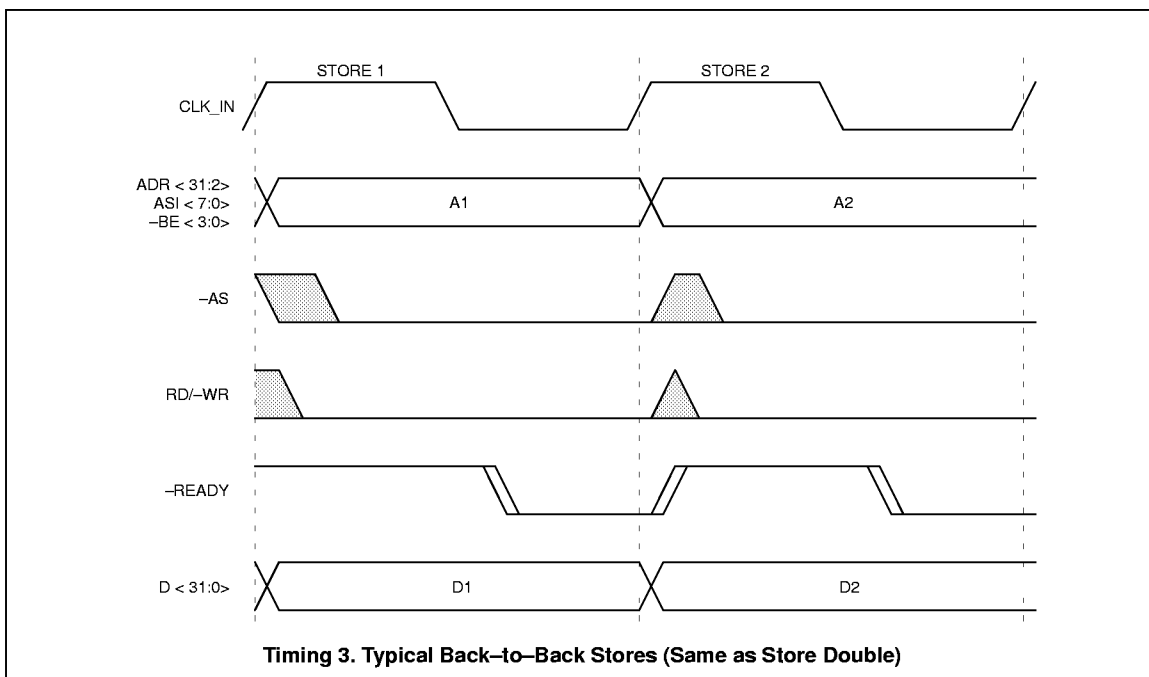 STORE 1
STORE 2
CLK_IN
ADR < 31:2>
ASI < 7:0>
–BE < 3:0>
A1
A2
–AS
RD/–WR
–READY
D < 31:0>
D1
D2
Timing 3. Typical Back–to–Back Stores (Same as Store Double)